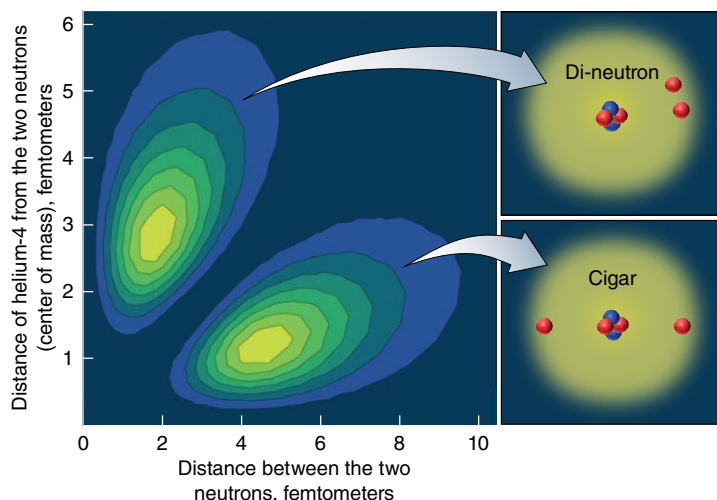 6
5
4
3
2
1
Distance of helium-4 from the two neutrons
(center of mass), femtometers
0
2
4
6
8
10
Distance between the two
neutrons, femtometers
Di-neutron
Cigar